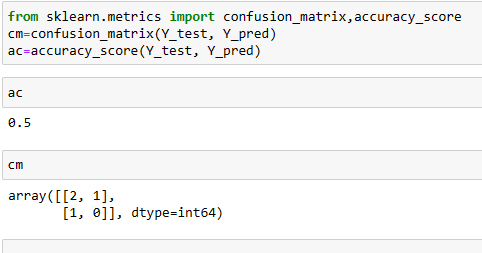 from sklearn.metrics import confusion_matrix,accuracy_score
cm=confusion_matrix(Y_test, Y_pred)
ac=accuracy_score(Y_test, Y_pred)
ac
0.5
cm
array([[2, 1],
       [1, 0]], dtype=int64)